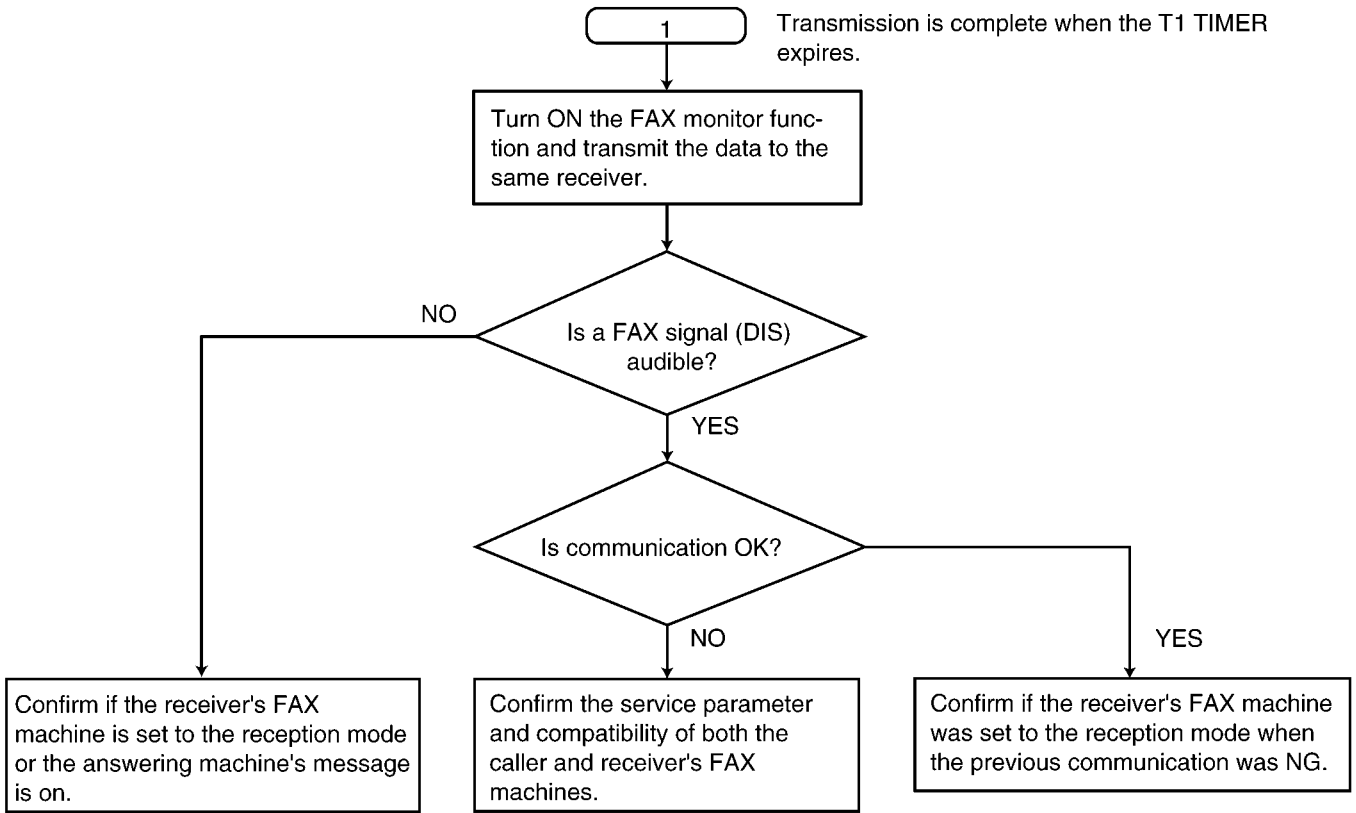 1
Transmission is complete when the T1 TIMER
expires.
Turn ON the FAX monitor func-
tion and transmit the data to the
same receiver.
NO
Is a FAX signal (DIS)
audible?
YES
Is communication OK?
NO
YES
Confirm if the receiver's FAX
machine is set to the reception mode
or the answering machine's message
is on.
Confirm the service parameter
and compatibility of both the
caller and receiver's FAX
machines.
Confirm if the receiver's FAX machine
was set to the reception mode when
the previous communication was NG.